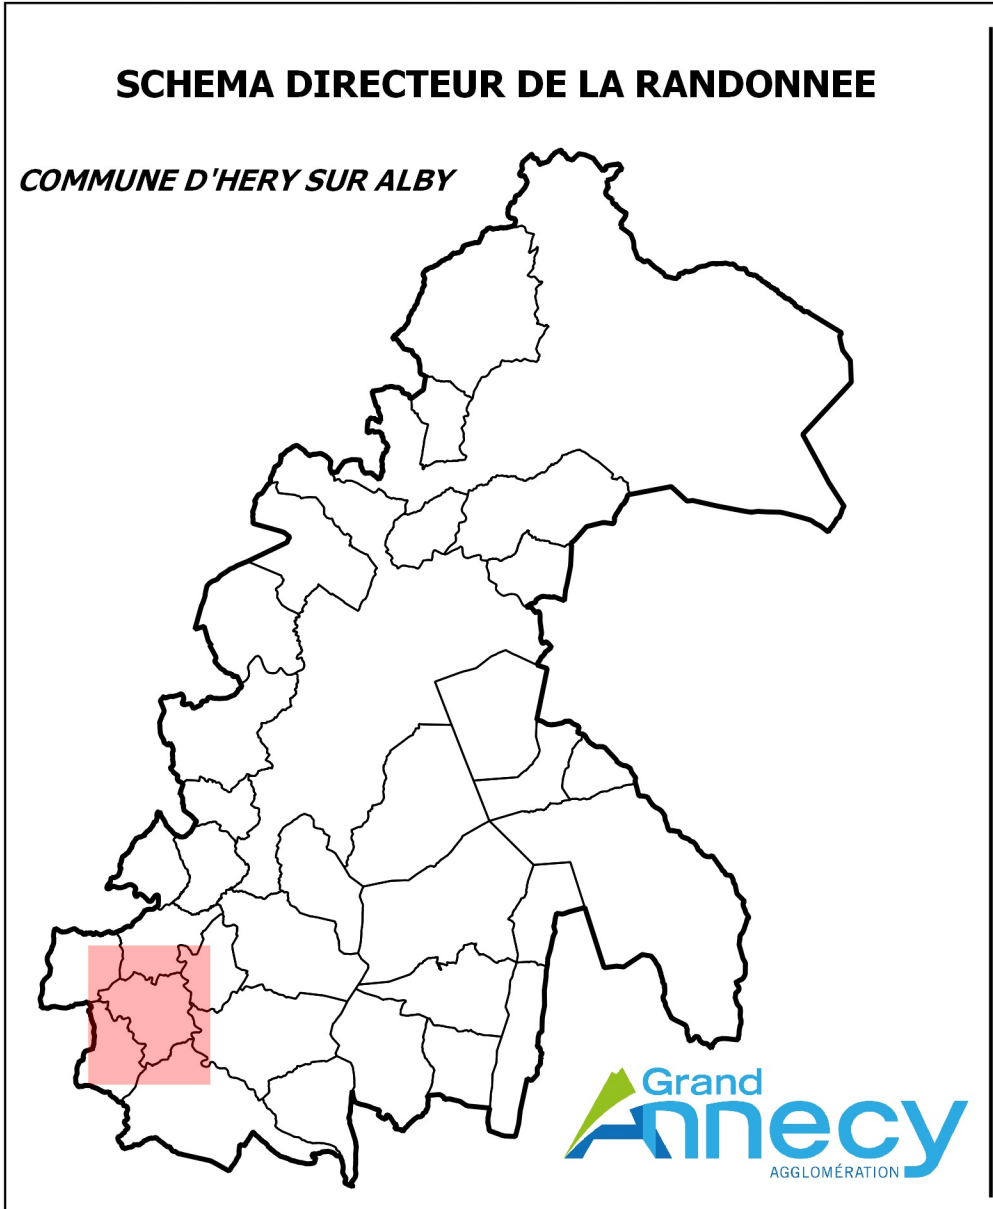 SCHEMA DIRECTEUR DE LA RANDONNEE
COMMUNE D'HERY SUR ALBY
Grand
Annecy
AGGLOMÉRATION